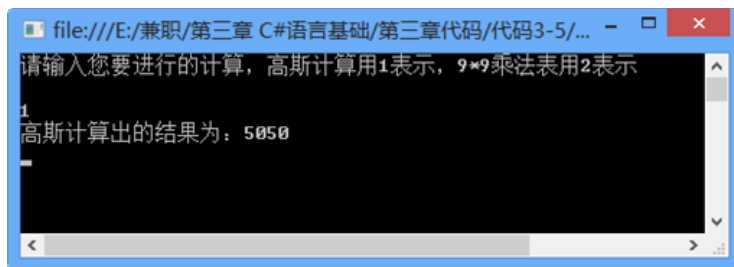 file:///E:/兼职/第三章 C#语言基础/第三章代码/代码3-5/...
请输入您要进行的计算，高斯计算用1表示，9*9乘法表用2表示
1
高斯计算出的结果为：5050